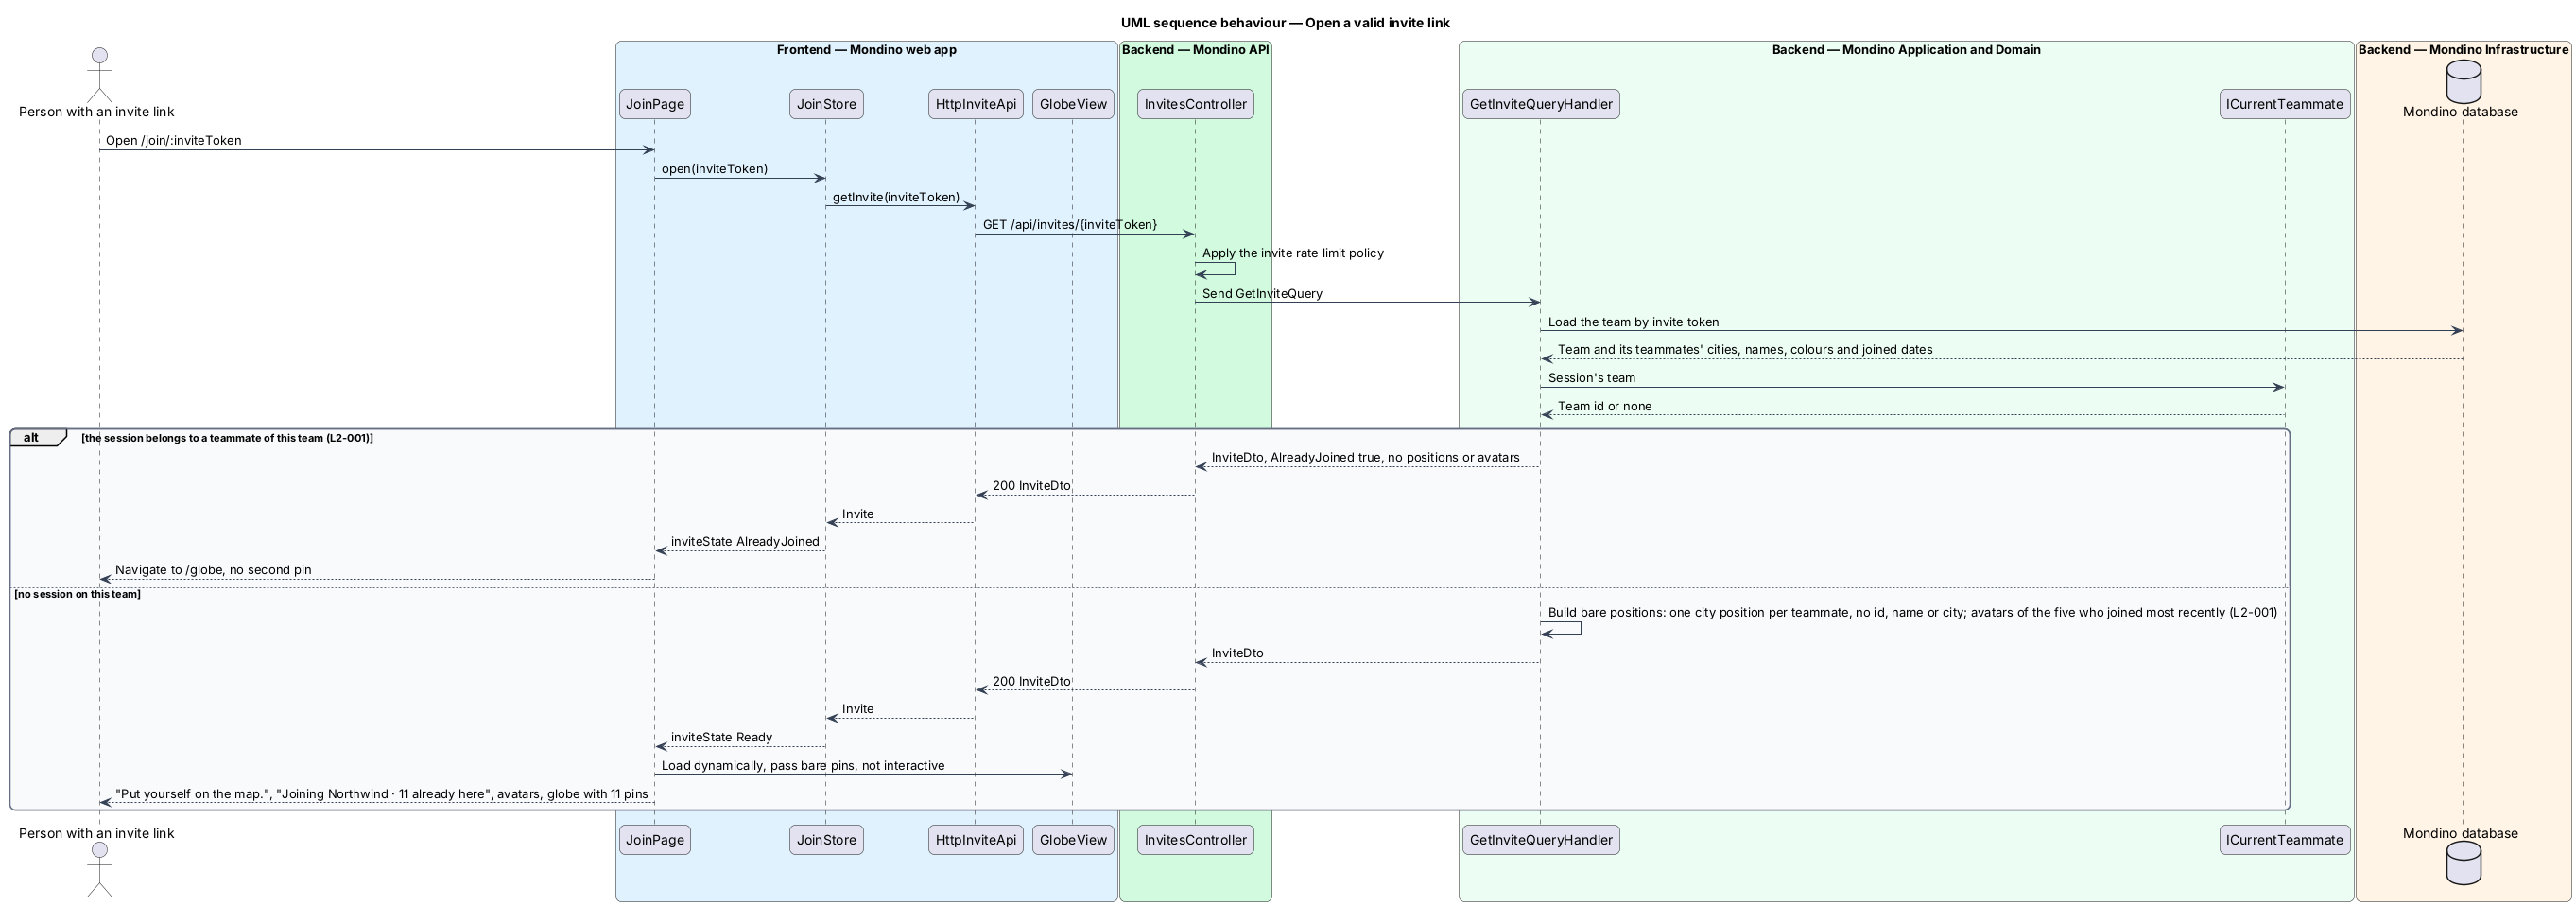 UML sequence behaviour — Open a valid invite link
Frontend — Mondino web app
Backend — Mondino API
Backend — Mondino Application and Domain
Backend — Mondino Infrastructure
Person with an invite link
JoinPage
JoinStore
HttpInviteApi
GlobeView
InvitesController
GetInviteQueryHandler
ICurrentTeammate
Mondino database
Open /join/:inviteToken
open(inviteToken)
getInvite(inviteToken)
GET /api/invites/{inviteToken}
Apply the invite rate limit policy
Send GetInviteQuery
Load the team by invite token
Team and its teammates' cities, names, colours and joined dates
Session's team
Team id or none
alt
[the session belongs to a teammate of this team (L2-001)]
InviteDto, AlreadyJoined true, no positions or avatars
200 InviteDto
Invite
inviteState AlreadyJoined
Navigate to /globe, no second pin
[no session on this team]
Build bare positions: one city position per teammate, no id, name or city; avatars of the five who joined most recently (L2-001)
InviteDto
200 InviteDto
Invite
inviteState Ready
Load dynamically, pass bare pins, not interactive
"Put yourself on the map.", "Joining Northwind · 11 already here", avatars, globe with 11 pins
Person with an invite link
JoinPage
JoinStore
HttpInviteApi
GlobeView
InvitesController
GetInviteQueryHandler
ICurrentTeammate
Mondino database